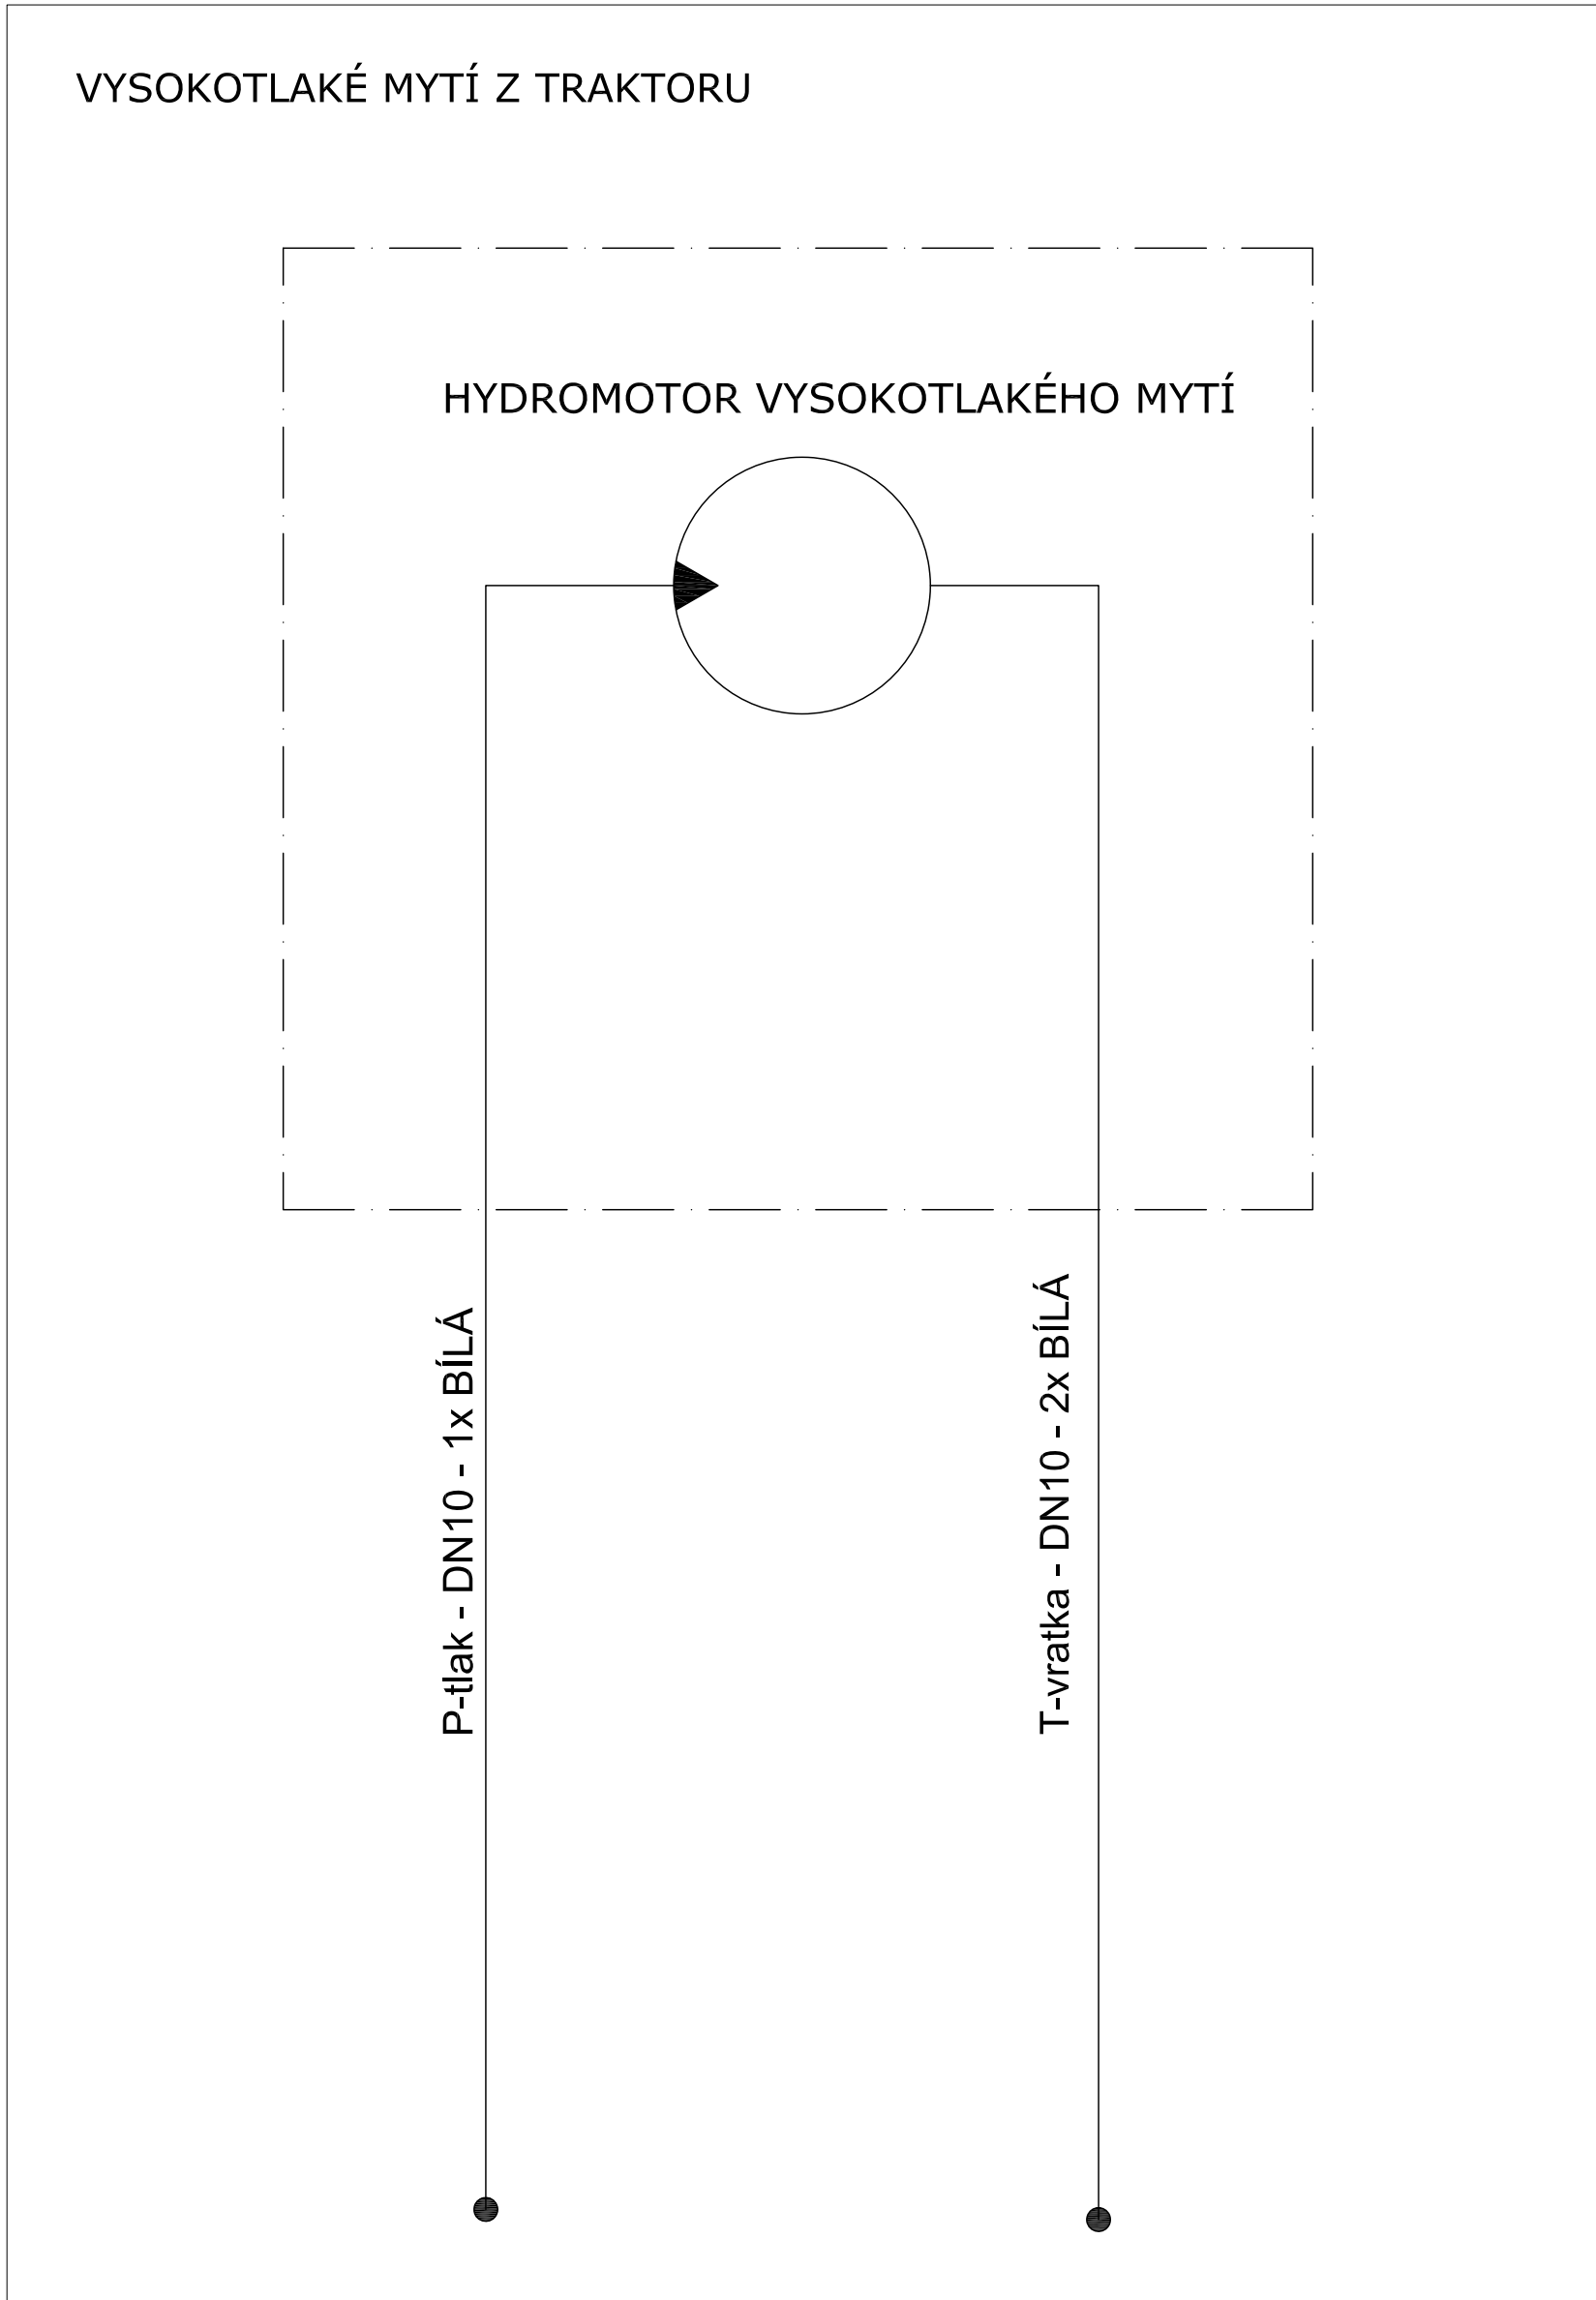 VYSOKOTLAKÉ MYTÍ Z TRAKTORU
HYDROMOTOR VYSOKOTLAKÉHO MYTÍ
P-tlak - DN10 - 1x BÍLÁ
T-vratka - DN10 - 2x BÍLÁ